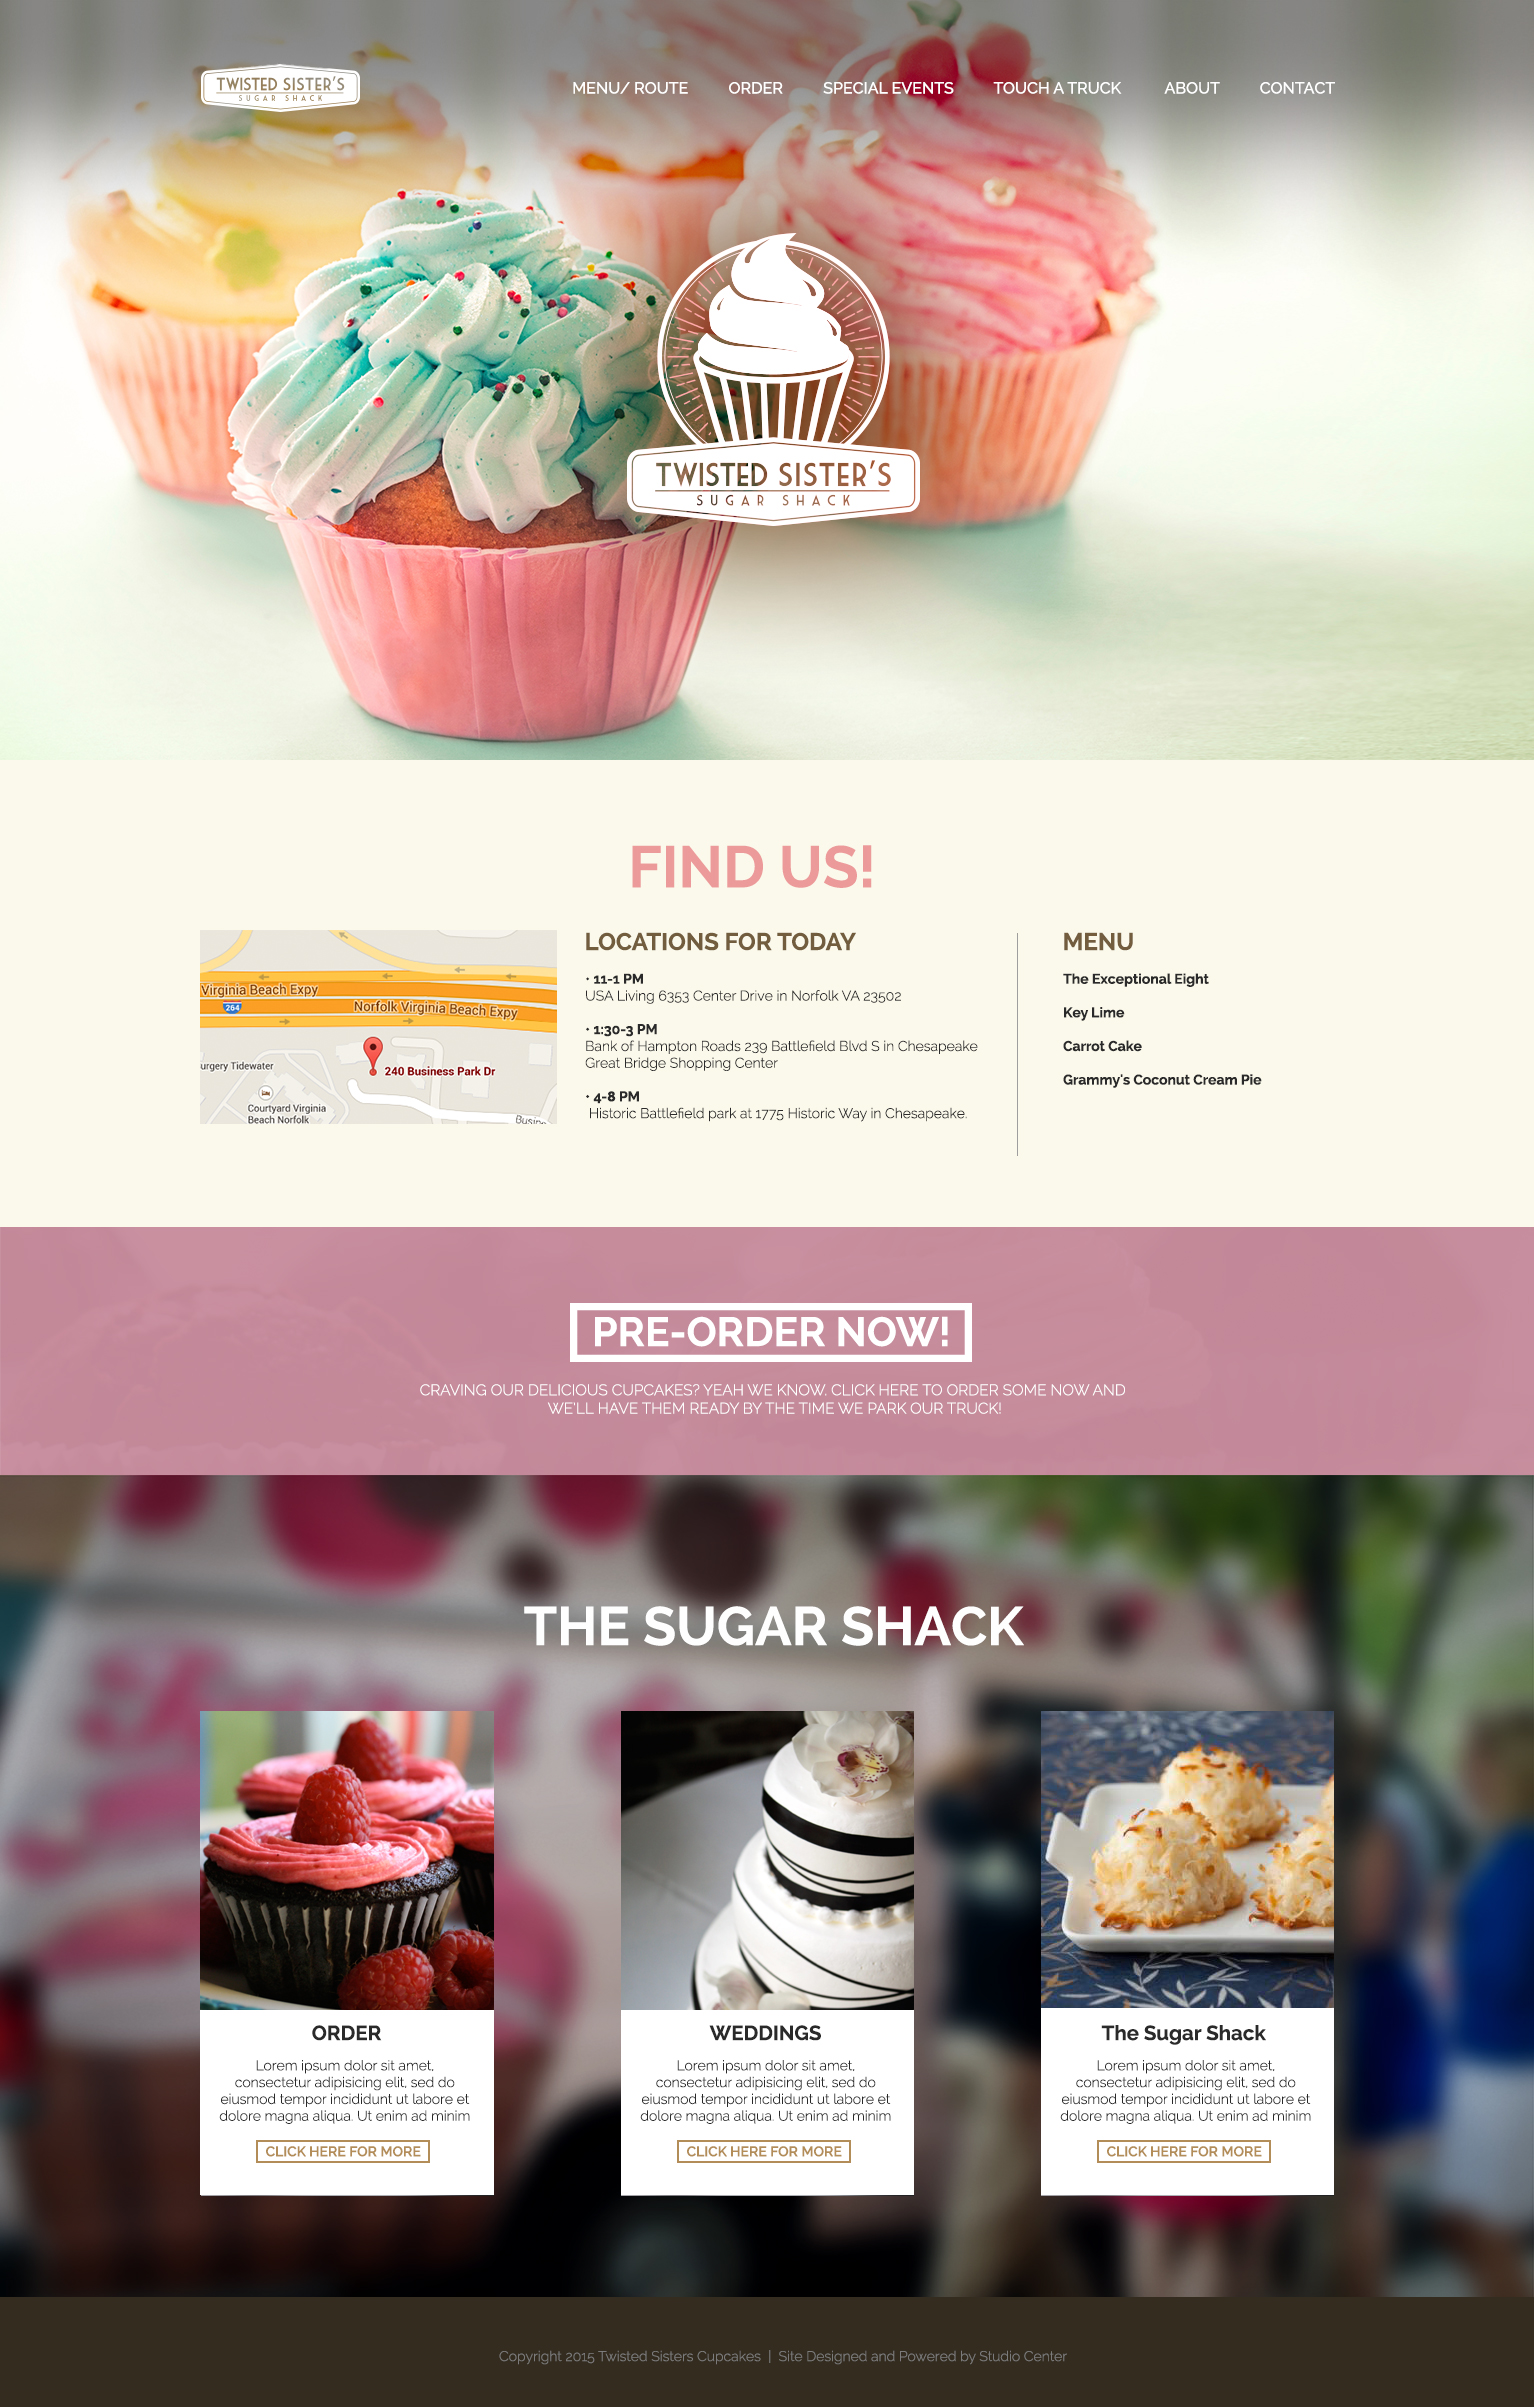 TWISTED SISTER'S
SUGAR SHACK
MENU/ ROUTE ORDER SPECIAL EVENTS TOUCH A TRUCK ABOUT CONTACT
TWISTED SISTER'S
SUGAR SHACK
FIND US!
Virginia Beach Expy
264
Norfolk Virginia Beach Expy
urgery Tidewater
240 Business Park Dr
Courtyard Virginia
Beach Norfolk
LOCATIONS FOR TODAY
• 11-1 PM
USA Living 6353 Center Drive in Norfolk VA 23502
• 1:30-3 PM
Bank of Hampton Roads 239 Battlefield Blvd S in Chesapeake
Great Bridge Shopping Center
• 4-8 PM
Historic Battlefield park at 1775 Historic Way in Chesapeake.
MENU
The Exceptional Eight
Key Lime
Carrot Cake
Grammy's Coconut Cream Pie
PRE-ORDER NOW!
CRAVING OUR DELICIOUS CUPCAKES? YEAH WE KNOW. CLICK HERE TO ORDER SOME NOW AND
WE'LL HAVE THEM READY BY THE TIME WE PARK OUR TRUCK!
THE SUGAR SHACK
ORDER
Lorem ipsum dolor sit amet,
consectetur adipisicing elit, sed do
eiusmod tempor incididunt ut labore et
dolore magna aliqua. Ut enim ad minim
CLICK HERE FOR MORE
WEDDINGS
Lorem ipsum dolor sit amet,
consectetur adipisicing elit, sed do
eiusmod tempor incididunt ut labore et
dolore magna aliqua. Ut enim ad minim
CLICK HERE FOR MORE
The Sugar Shack
Lorem ipsum dolor sit amet,
consectetur adipisicing elit, sed do
eiusmod tempor incididunt ut labore et
dolore magna aliqua. Ut enim ad minim
CLICK HERE FOR MORE
Copyright 2015 Twisted Sisters Cupcakes | Site Designed and Powered by Studio Center